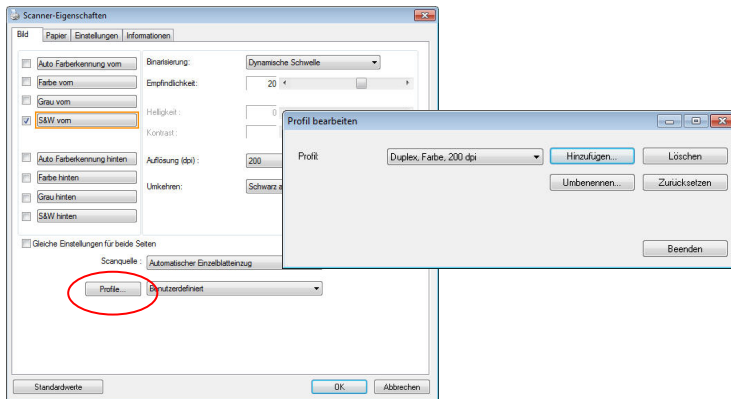 Scanner-Eigenschaften
Bild Papier Einstellungen Informationen
Auto Farberkennung vorn
Farbe vorn
Grau vorn
S&W vorn
Auto Farberkennung hinten
Farbe hinten
Grau hinten
S&W hinten
Binarisierung: Dynamische Schwelle
Empfindlichkeit: 20
Helligkeit : 0
Kontrast :
Auflösung (dpi) : 200
Umkehren: Schwarz a
Gleiche Einstellungen für beide Seiten
Scanquelle : Automatischer Einzelblatteinzug
Profile... Benutzerdefiniert
Standardwerte OK Abbrechen
Profil bearbeiten
Profil: Duplex, Farbe, 200 dpi Hinzufügen... Löschen
Umbenennen... Zurücksetzen
Beenden